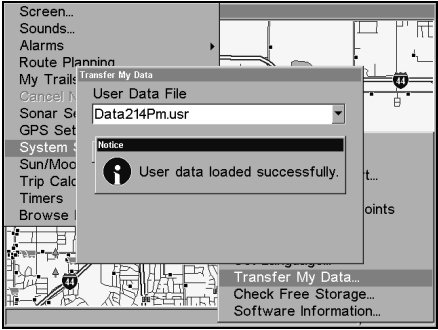 Screen...
Sounds...
Alarms
Route Planning
My Trails
Transfer My Data
Cancel
User Data File
Sonar
Data214Pm.usr
GPS
System
Notice
User data loaded successfully.
Sun/Moo
Trip Calc
Timers
Browse
oints
44
44
Transfer My Data...
Check Free Storage...
Software Information...